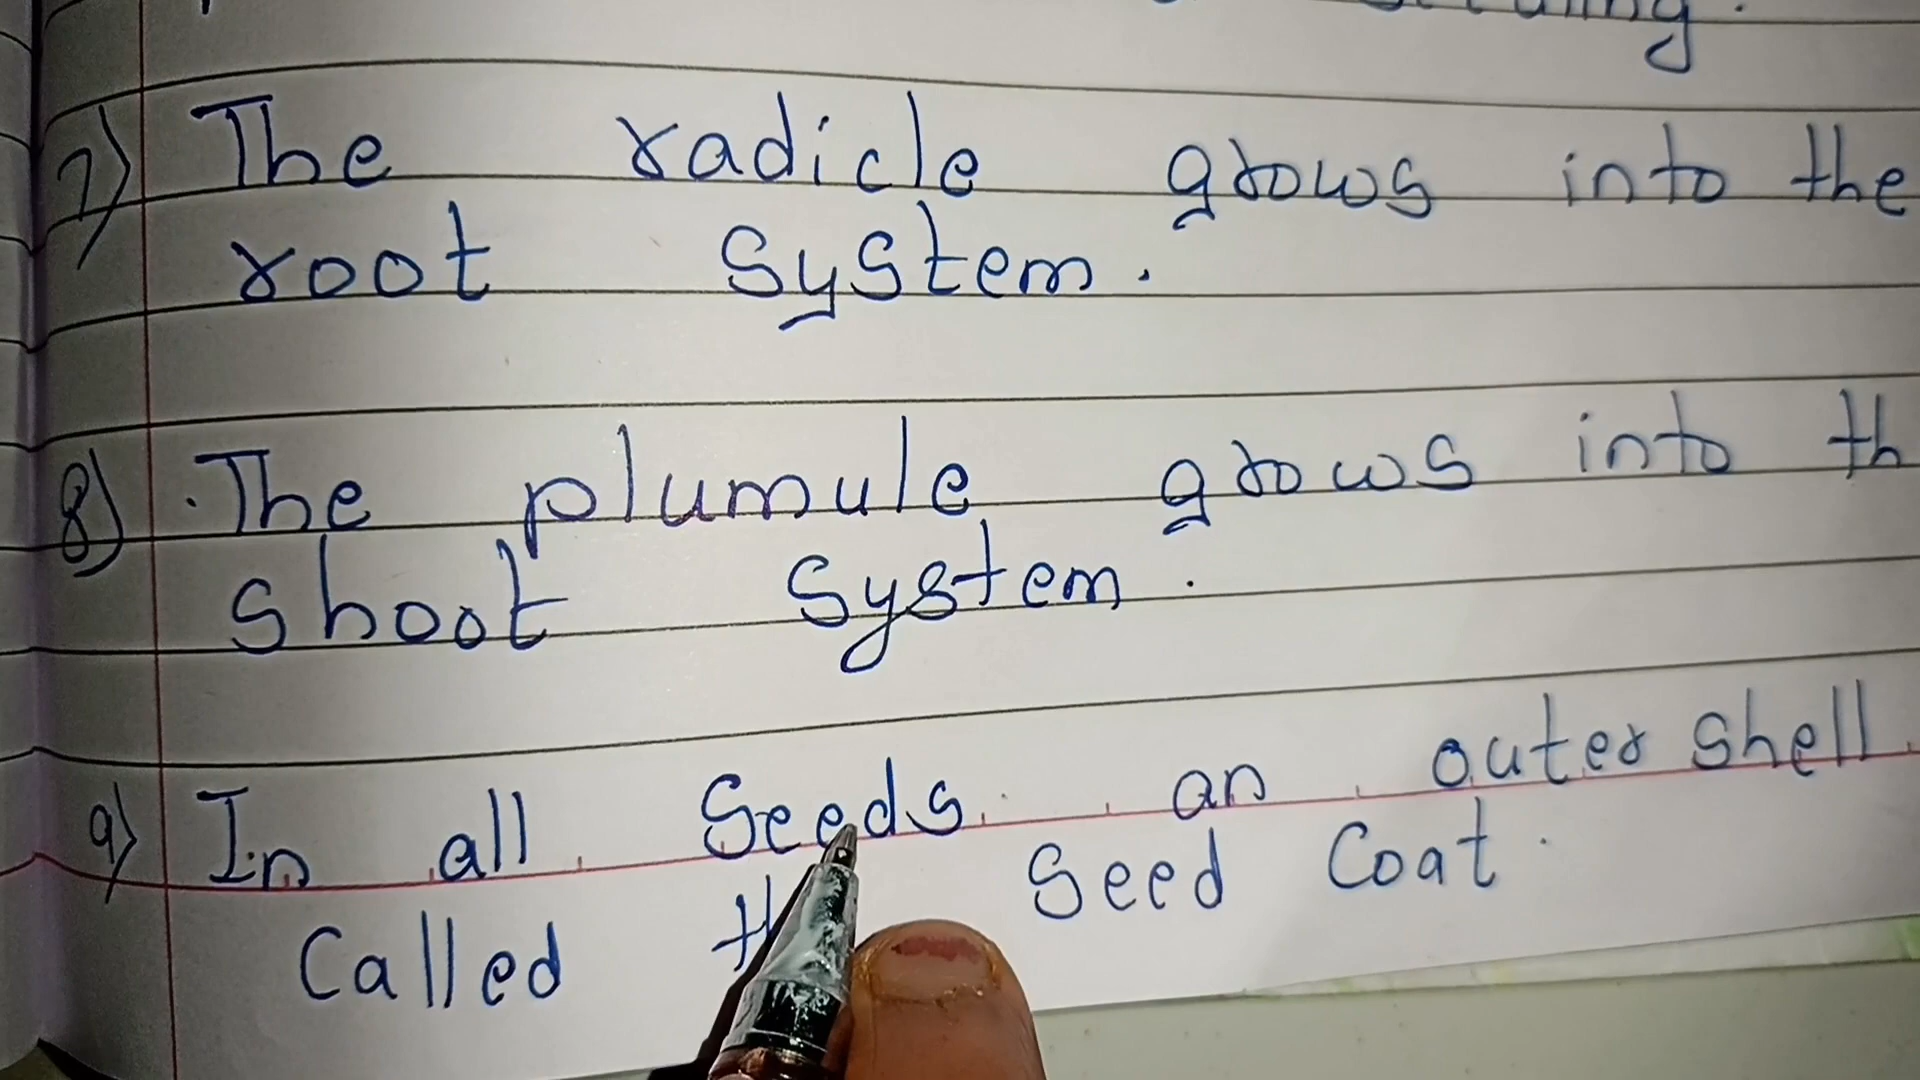 7) The radicle grows into the
root system.
8) The plumule grows into th
shoot system.
9) In all Seeds an outer shell
Called Seed Coat.